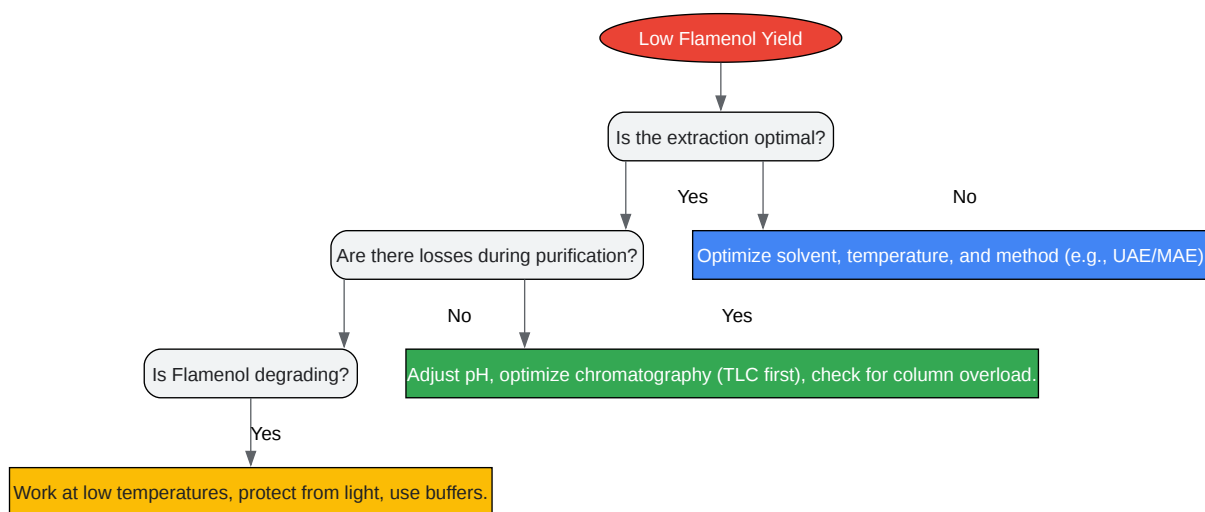 Low Flamenol Yield
Is the extraction optimal?
Yes
No
Are there losses during purification?
Optimize solvent, temperature, and method (e.g., UAE/MAE)
No
Yes
Is Flamenol degrading?
Adjust pH, optimize chromatography (TLC first), check for column overload.
Yes
Work at low temperatures, protect from light, use buffers.